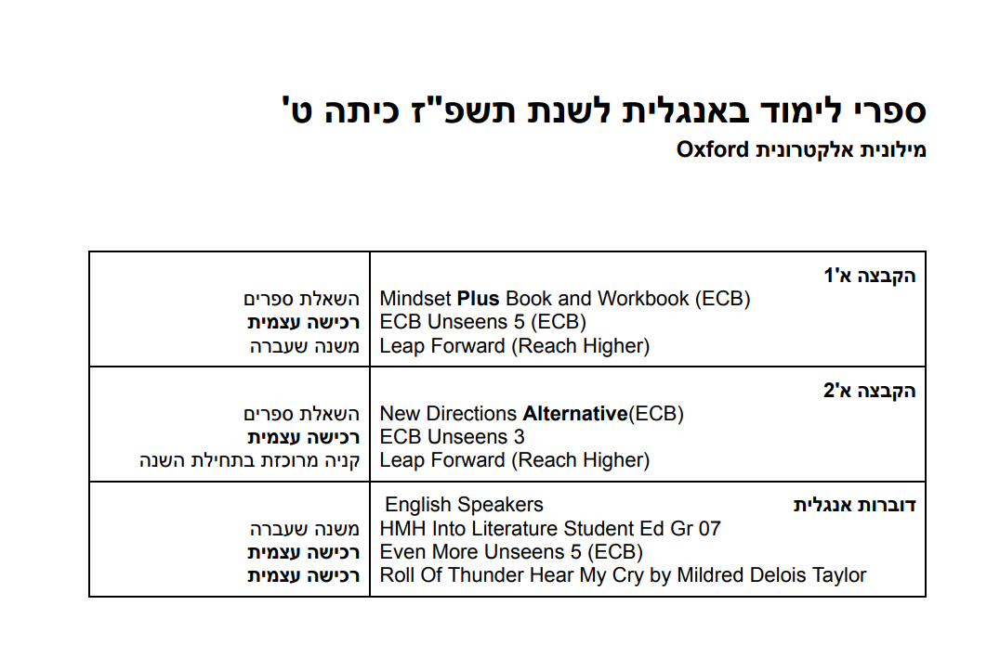 ספרי לימוד באנגלית לשנת תשפ"ז כיתה ט'
מילונית אלקטרונית Oxford
הקבצה א'1
Mindset Plus Book and Workbook (ECB) השאלת ספרים
ECB Unseens 5 (ECB) רכישה עצמית
Leap Forward (Reach Higher) משנה שעברה
הקבצה א'2
New Directions Alternative(ECB) השאלת ספרים
ECB Unseens 3 רכישה עצמית
Leap Forward (Reach Higher) קניה מרוכזת בתחילת השנה
דוברות אנגלית English Speakers
HMH Into Literature Student Ed Gr 07 משנה שעברה
Even More Unseens 5 (ECB) רכישה עצמית
Roll Of Thunder Hear My Cry by Mildred Delois Taylor רכישה עצמית